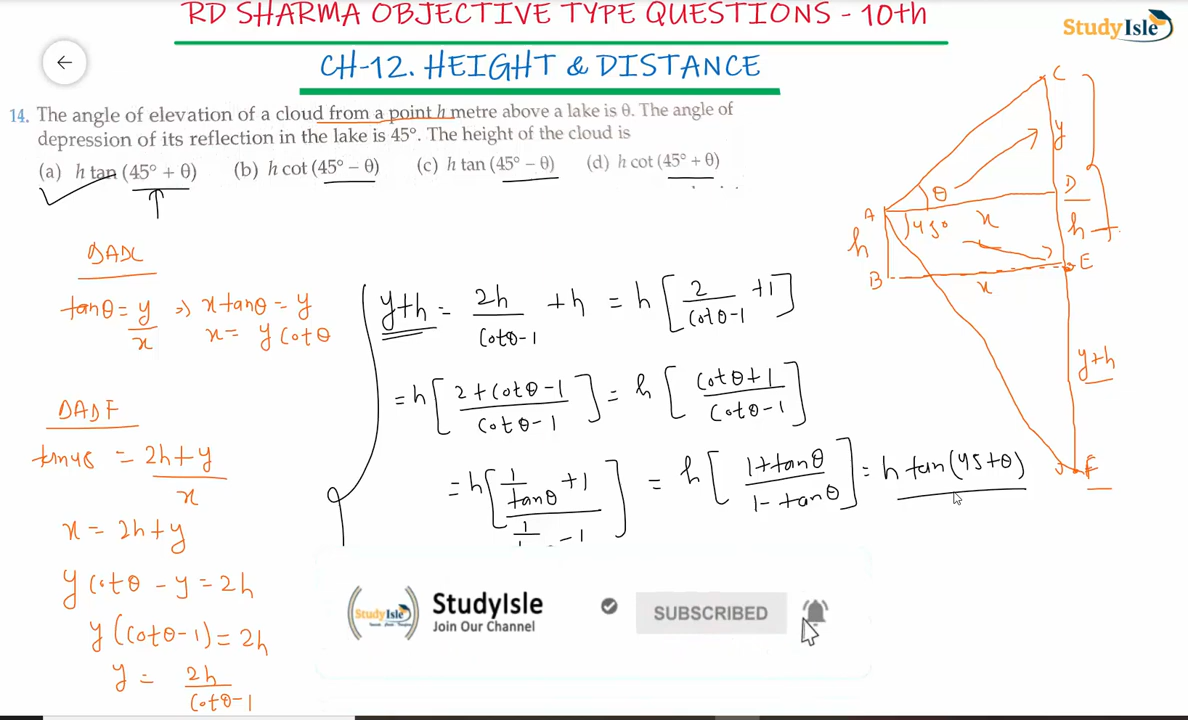 RD SHARMA OBJECTIVE TYPE QUESTIONS - 10th
StudyIsle
CH-12. HEIGHT & DISTANCE
14. The angle of elevation of a cloud from a point h metre above a lake is θ. The angle of
depression of its reflection in the lake is 45°. The height of the cloud is
(a) h tan (45° + θ) (b) h cot (45° – θ) (c) h tan (45° – θ) (d) h cot (45° + θ)
C
y
θ
D
A
45°
x
h
h
E
B
x
y+h
F
ΔADC
tanθ = y/x ⇒ x tanθ = y
x = y cotθ
ΔADF
tan45 = 2h+y/x
x = 2h+y
y cotθ - y = 2h
y (cotθ-1) = 2h
y = 2h/cotθ-1
y+h = 2h/cotθ-1 + h = h [2/cotθ-1 + 1]
= h [2+cotθ-1/cotθ-1] = h [cotθ+1/cotθ-1]
= h [1/tanθ + 1/1/ - 1] = h [1+tanθ/1-tanθ] = h tan(45+θ)
StudyIsle
StudyIsle
Join Our Channel
SUBSCRIBED